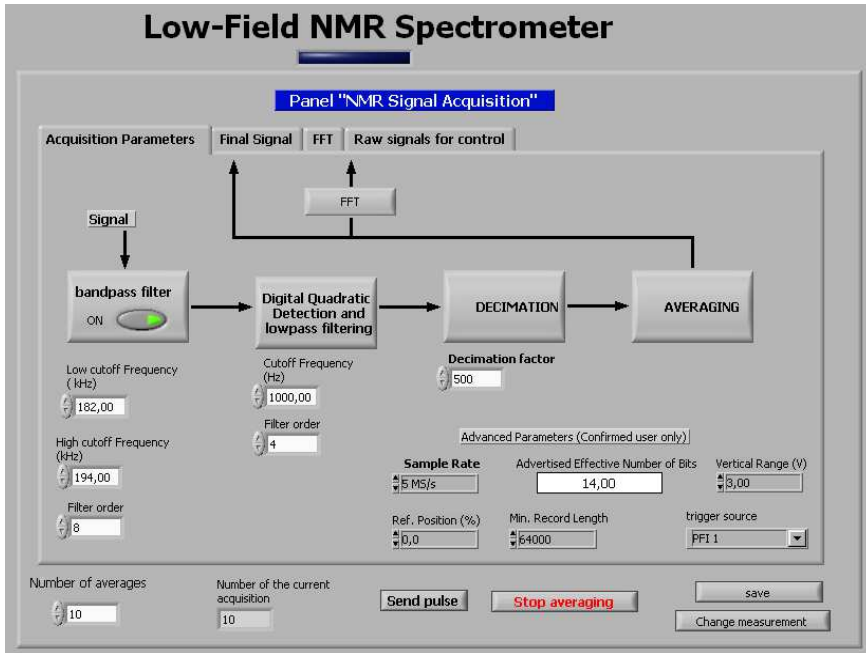 Low-Field NMR Spectrometer
Panel "NMR Signal Acquisition"
Acquisition Parameters
Final Signal
FFT
Raw signals for control
FFT
Signal
bandpass filter
ON
Digital Quadratic
Detection and
lowpass filtering
DECIMATION
AVERAGING
Low cutoff Frequency
( kHz)
182,00
High cutoff Frequency
(kHz)
194,00
Filter order
8
Cutoff Frequency
(Hz)
1000,00
Filter order
4
Decimation factor
500
Advanced Parameters (Confirmed user only)
Sample Rate
5 MS/s
Advertised Effective Number of Bits
14,00
Vertical Range (V)
3,00
Ref. Position (%)
0,0
Min. Record Length
64000
trigger source
PFI 1
Number of averages
10
Number of the current
acquisition
10
Send pulse
Stop averaging
save
Change measurement